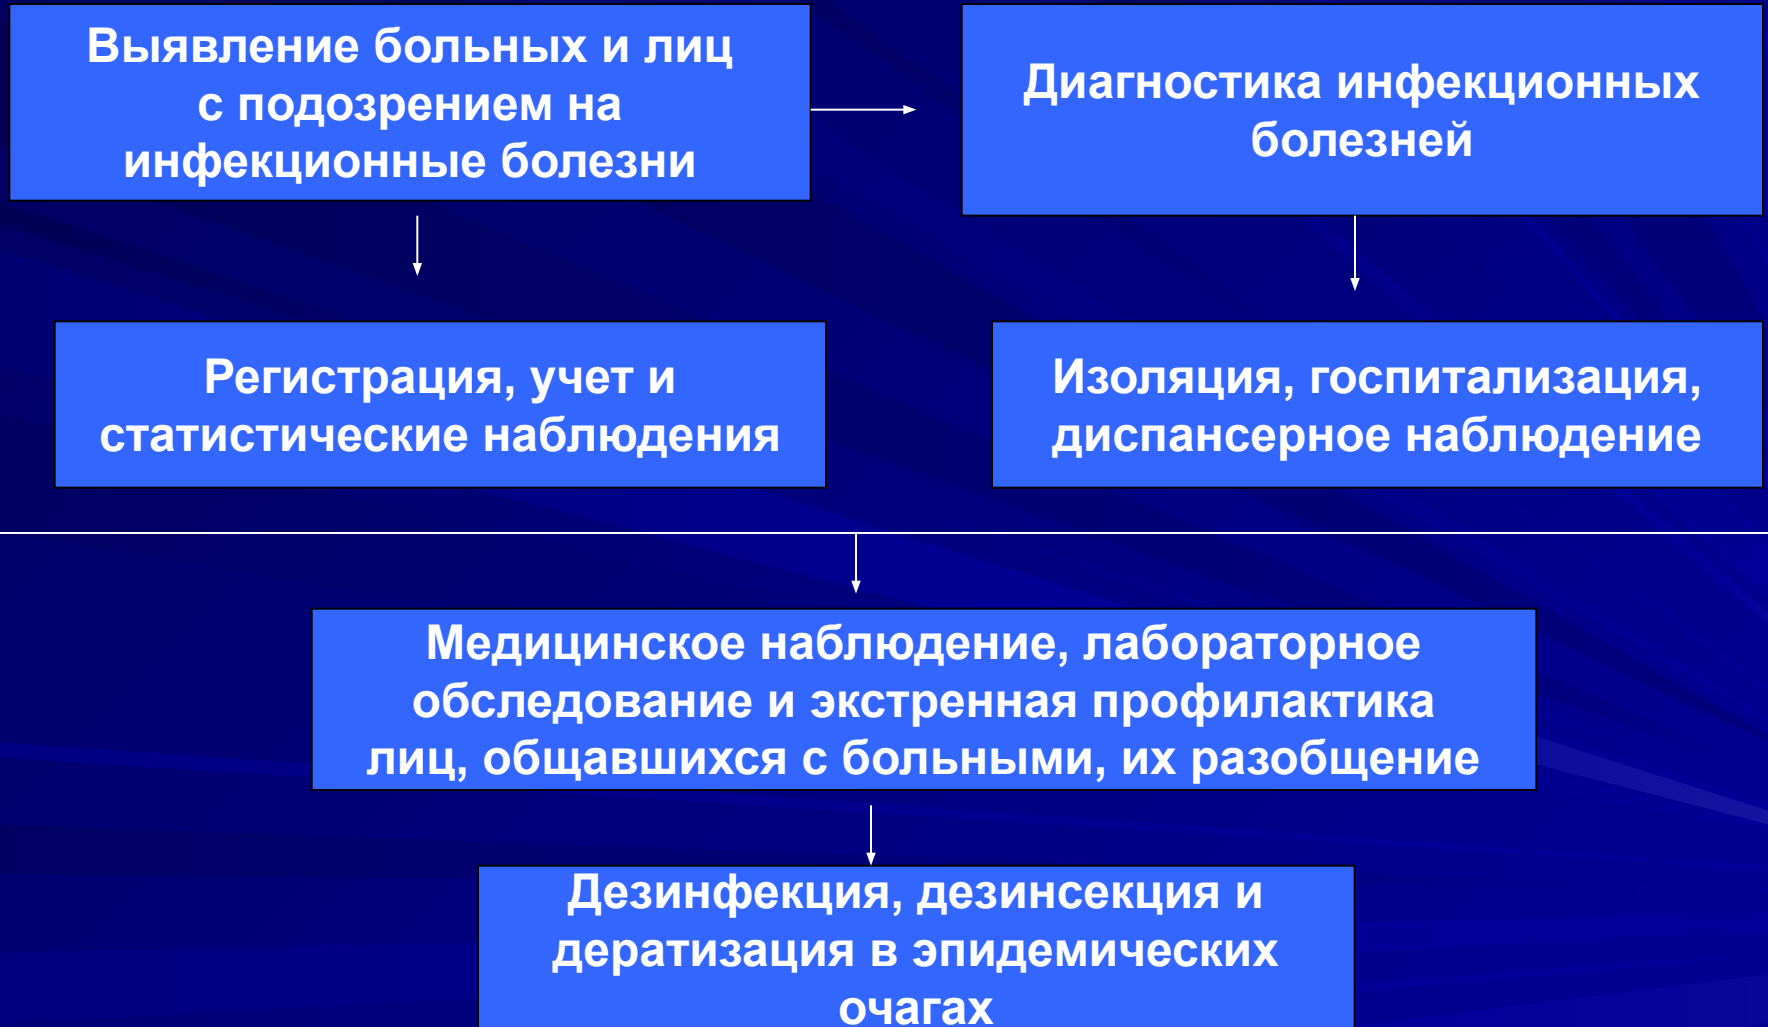 Выявление больных и лиц
с подозрением на
инфекционные болезни
Диагностика инфекционных
болезней
Регистрация, учет и
статистические наблюдения
Изоляция, госпитализация,
диспансерное наблюдение
Медицинское наблюдение, лабораторное
обследование и экстренная профилактика
лиц, общавшихся с больными, их разобщение
Дезинфекция, дезинсекция и
дератизация в эпидемических
очагах